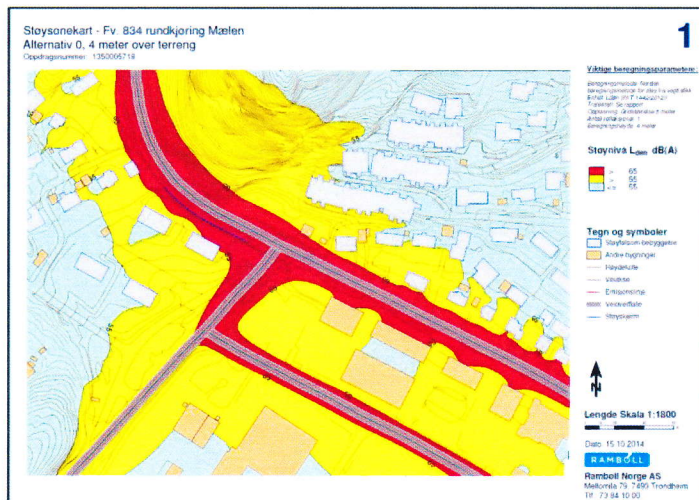 Støysonekart - Fv. 834 rundkjøring Mælen
Alternativ 0, 4 meter over terreng
Oppdragsnummer: 1350005718
1
Viktige beregningsparametere:
Støynivå Lden dB(A)
> 65
> 55
<= 55
Tegn og symboler
Støyfølsom bebyggelse
Andre bygninger
Høydekote
Veilinje
Emisjonslinje
Veioverflate
Støyskjerm
N
Lengde Skala 1:1800
Dato: 15.10.2014
RAMBOLL
Rambøll Norge AS
Mellomila 79, 7493 Trondheim
Tlf. 73 84 10 00